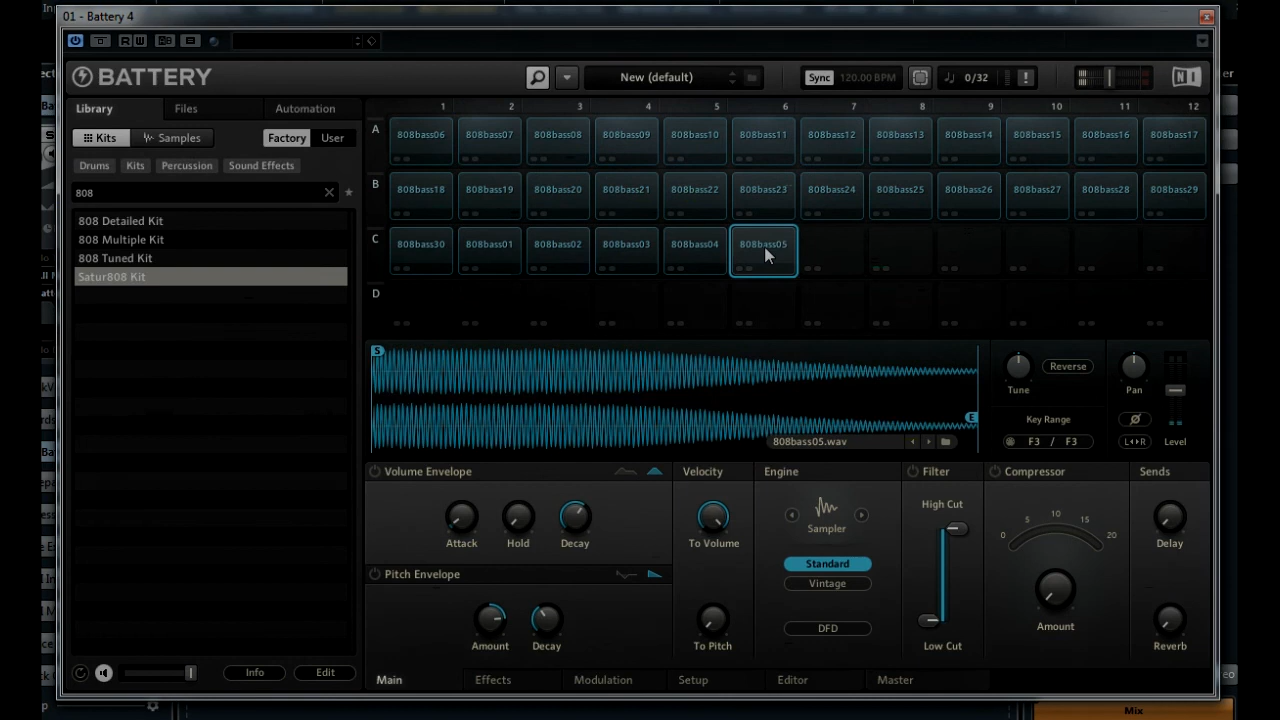 01 - Battery 4
R W
BATTERY
New (default)
Sync 120.00 BPM
0/32 !
NI
Library Files Automation
Kits Samples Factory User
Drums Kits Percussion Sound Effects
808
808 Detailed Kit
808 Multiple Kit
808 Tuned Kit
Satur808 Kit
Info Edit
1 2 3 4 5 6 7 8 9 10 11 12
A 808bass06 808bass07 808bass08 808bass09 808bass10 808bass11 808bass12 808bass13 808bass14 808bass15 808bass16 808bass17
B 808bass18 808bass19 808bass20 808bass21 808bass22 808bass23 808bass24 808bass25 808bass26 808bass27 808bass28 808bass29
C 808bass30 808bass01 808bass02 808bass03 808bass04 808bass05
D
S
E
808bass05.wav
Tune Reverse
Key Range
F3 / F3
Pan
L R
Level
Volume Envelope
Attack Hold Decay
Pitch Envelope
Amount Decay
Velocity
To Volume
To Pitch
Engine
Sampler
Standard
Vintage
DFD
Filter
High Cut
Low Cut
Compressor
0 5 10 15 20
Amount
Sends
Delay
Reverb
Main Effects Modulation Setup Editor Master
Mix